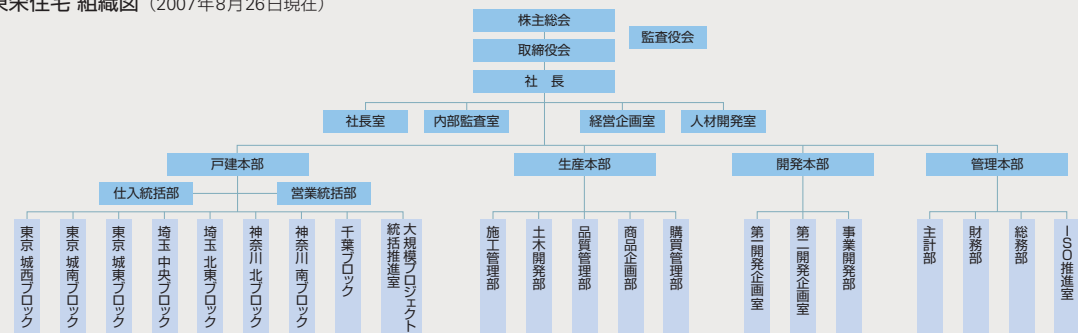 東栄住宅 組織図（2007年8月26日現在）
株主総会
監査役会
取締役会
社 長
社長室
内部監査室
経営企画室
人材開発室
戸建本部
生産本部
開発本部
管理本部
仕入統括部
営業統括部
東京 城西ブロック
東京 城南ブロック
東京 城東ブロック
埼玉 中央ブロック
埼玉 北東ブロック
神奈川 北ブロック
神奈川 南ブロック
千葉ブロック
大規模プロジェクト
統括推進室
施工管理部
土木開発部
品質管理部
商品企画部
購買管理部
第一開発企画室
第二開発企画室
事業開発部
主計部
財務部
総務部
ISO推進室